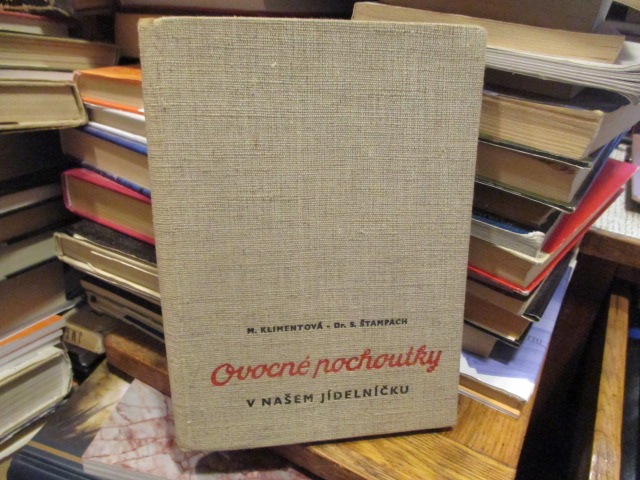 M. KLIMENTOVÁ - Dr. S. ŠTAMPACH
Ovocné pochoutky
V NAŠEM JÍDELNÍČKU